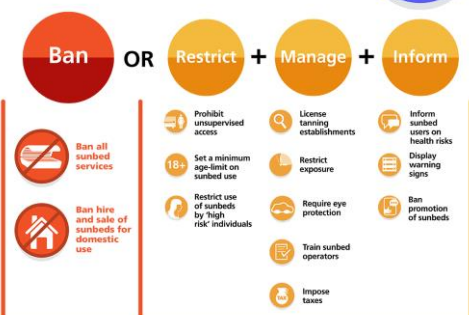 Ban
OR
Restrict
+
Manage
+
Inform
Ban all
sunbed
services
Ban hire
and sale of
sunbeds for
domestic
use
Prohibit
unsupervised
access
18+
Set a minimum
age-limit on
sunbed use
Restrict use
of sunbeds
by ‘high
risk’ individuals
License
tanning
establishments
Restrict
exposure
Require eye
protection
Train sunbed
operators
Impose
taxes
Inform
sunbed
users on
health risks
Display
warning
signs
Ban
promotion
of sunbeds